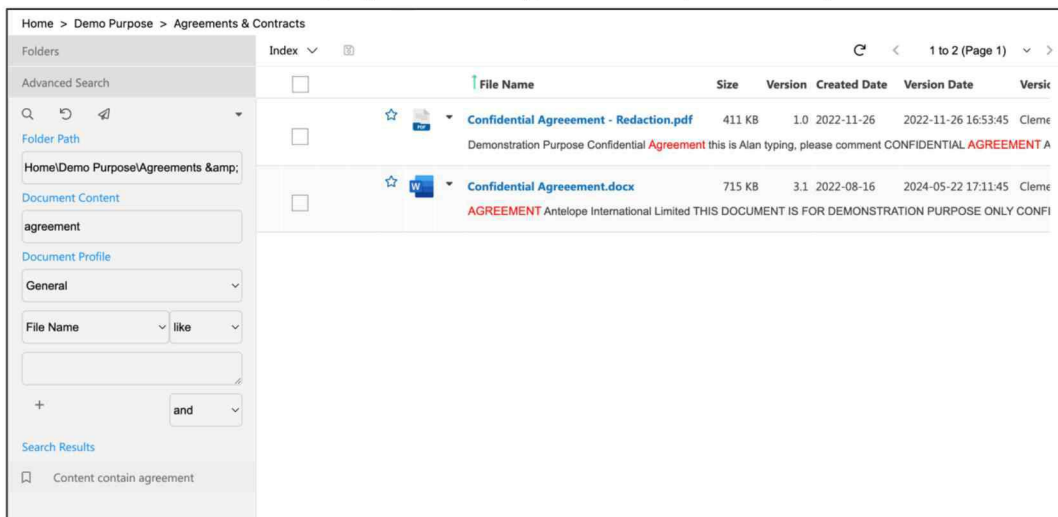 Home > Demo Purpose > Agreements & Contracts
Folders
Advanced Search
Folder Path
Home\Demo Purpose\Agreements &amp;
Document Content
agreement
Document Profile
General
File Name like
and
Search Results
Content contain agreement
Index 1 to 2 (Page 1)
File Name Size Version Created Date Version Date Versic
PDF Confidential Agreeement - Redaction.pdf 411 KB 1.0 2022-11-26 2022-11-26 16:53:45 Cleme
Demonstration Purpose Confidential Agreement this is Alan typing, please comment CONFIDENTIAL AGREEMENT A
W Confidential Agreeement.docx 715 KB 3.1 2022-08-16 2024-05-22 17:11:45 Cleme
AGREEMENT Antelope International Limited THIS DOCUMENT IS FOR DEMONSTRATION PURPOSE ONLY CONFI